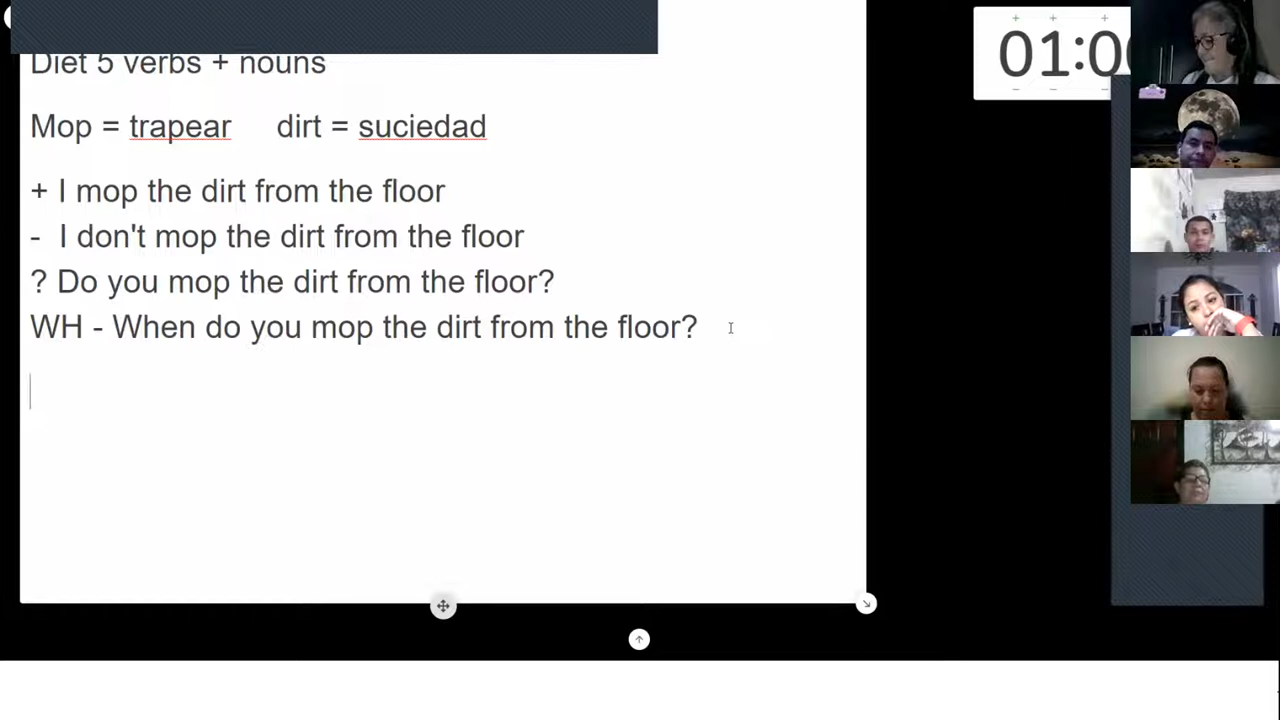 Diet 5 verbs + nouns
Mop = trapear dirt = suciedad
+ I mop the dirt from the floor
- I don't mop the dirt from the floor
? Do you mop the dirt from the floor?
WH - When do you mop the dirt from the floor?
01:0